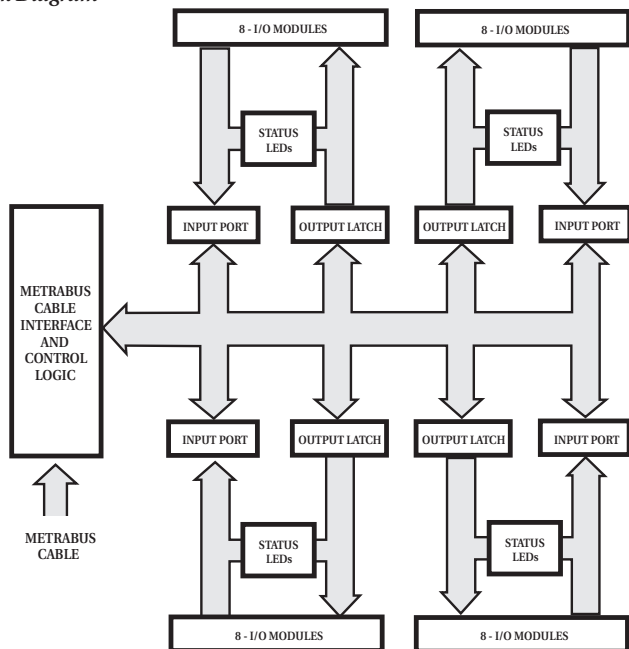 Diagram
8 - I/O MODULES
8 - I/O MODULES
STATUS
LEDs
STATUS
LEDs
INPUT PORT
OUTPUT LATCH
OUTPUT LATCH
INPUT PORT
METRABUS
CABLE
INTERFACE
AND
CONTROL
LOGIC
INPUT PORT
OUTPUT LATCH
OUTPUT LATCH
INPUT PORT
METRABUS
CABLE
STATUS
LEDs
STATUS
LEDs
8 - I/O MODULES
8 - I/O MODULES